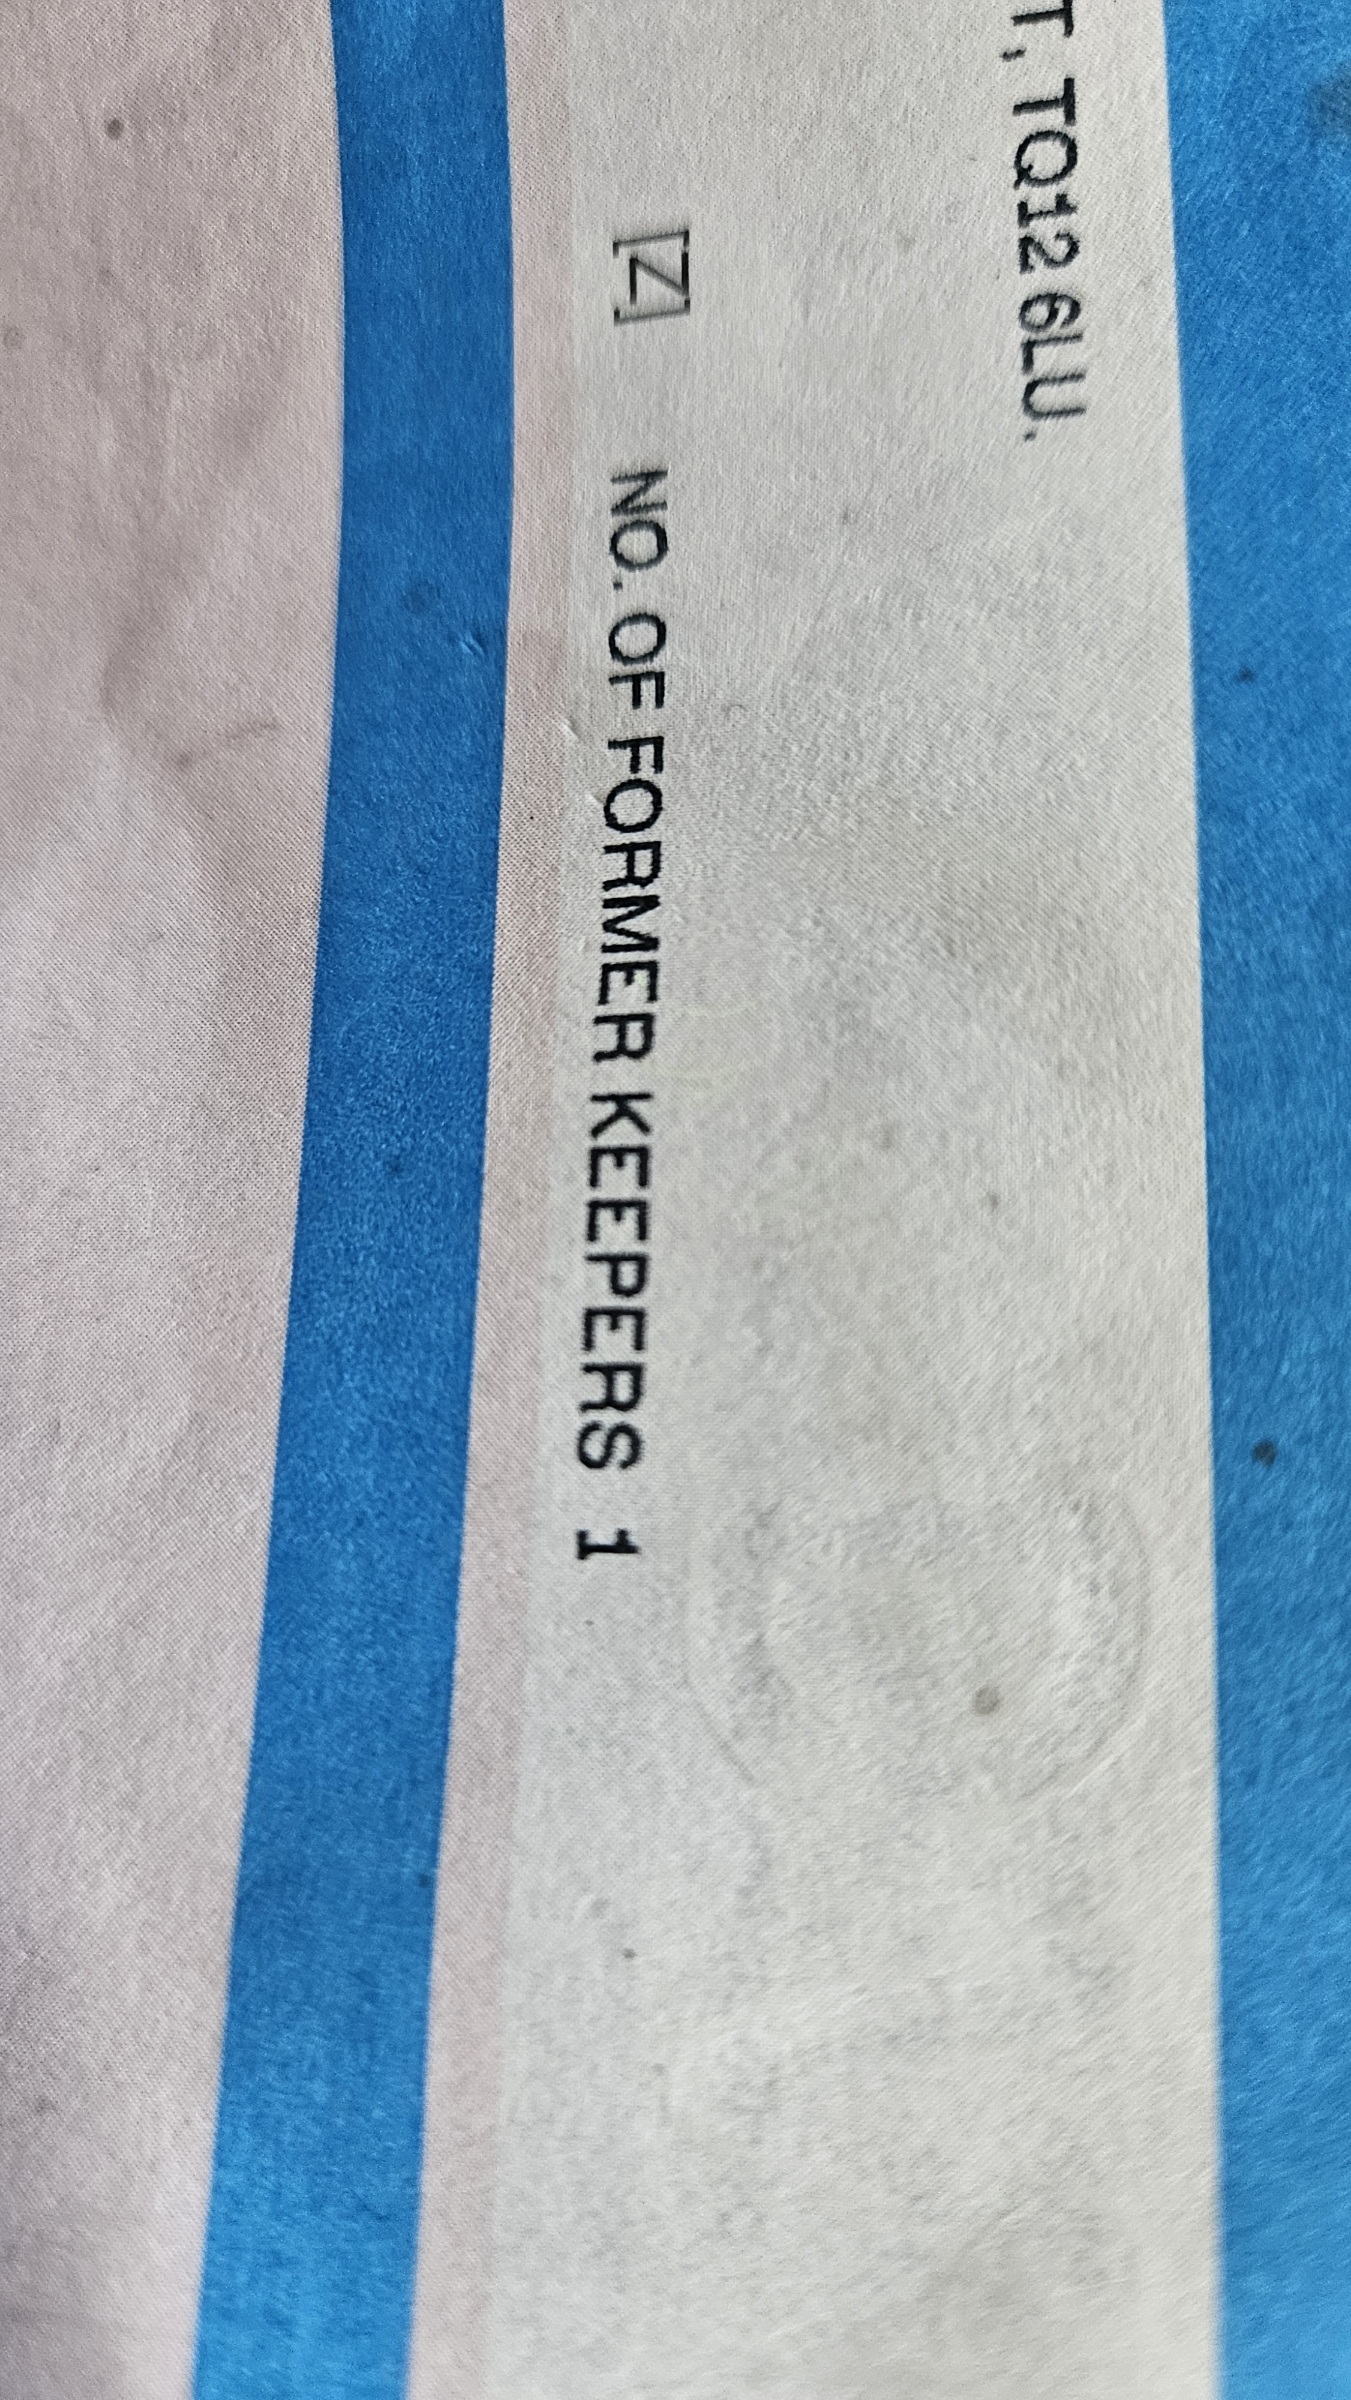 T, TQ12 6LU.
[Z] NO. OF FORMER KEEPERS 1